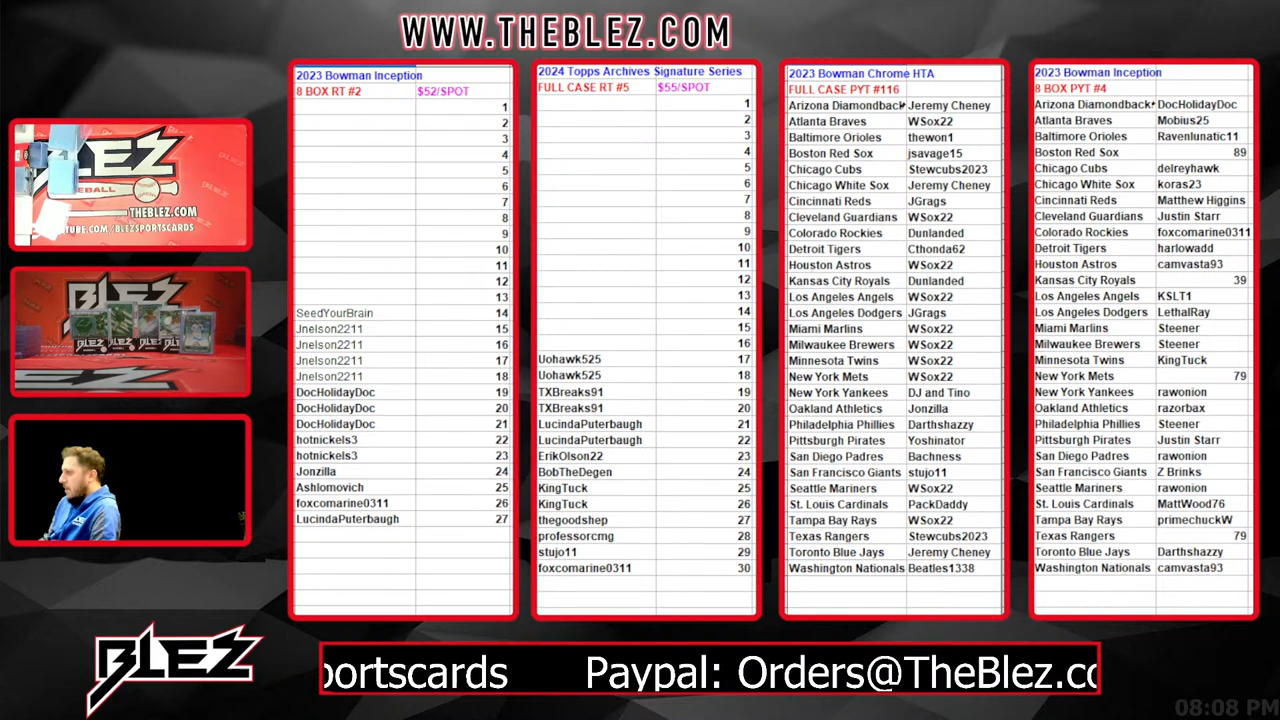 WWW.THEBLEZ.COM
BLEZ
BASEBALL
THEBLEZ.COM
TUBE.COM/BLEZSPORTSCARDS
BLEZ
2023 Bowman Inception
8 BOX RT #2 $52/SPOT
1
2
3
4
5
6
7
8
9
10
11
12
13
SeedYourBrain 14
Jnelson2211 15
Jnelson2211 16
Jnelson2211 17
Jnelson2211 18
DocHolidayDoc 19
DocHolidayDoc 20
DocHolidayDoc 21
hotnickels3 22
hotnickels3 23
Jonzilla 24
Ashlomovich 25
foxcomarine0311 26
LucindaPuterbaugh 27
2024 Topps Archives Signature Series
FULL CASE RT #5 $55/SPOT
1
2
3
4
5
6
7
8
9
10
11
12
13
14
15
16
Uohawk525 17
Uohawk525 18
TXBreaks91 19
TXBreaks91 20
LucindaPuterbaugh 21
LucindaPuterbaugh 22
ErikOlson22 23
BobTheDegen 24
KingTuck 25
KingTuck 26
thegoodshep 27
professorcmg 28
stujo11 29
foxcomarine0311 30
2023 Bowman Chrome HTA
FULL CASE PYT #116
Arizona Diamondback Jeremy Cheney
Atlanta Braves WSox22
Baltimore Orioles thewon1
Boston Red Sox jsavage15
Chicago Cubs Stewcubs2023
Chicago White Sox Jeremy Cheney
Cincinnati Reds JGrags
Cleveland Guardians WSox22
Colorado Rockies Dunlanded
Detroit Tigers Cthonda62
Houston Astros WSox22
Kansas City Royals Dunlanded
Los Angeles Angels WSox22
Los Angeles Dodgers JGrags
Miami Marlins WSox22
Milwaukee Brewers WSox22
Minnesota Twins WSox22
New York Mets WSox22
New York Yankees DJ and Tino
Oakland Athletics Jonzilla
Philadelphia Phillies Darthshazzy
Pittsburgh Pirates Yoshinator
San Diego Padres Bachness
San Francisco Giants stujo11
Seattle Mariners WSox22
St. Louis Cardinals PackDaddy
Tampa Bay Rays WSox22
Texas Rangers Stewcubs2023
Toronto Blue Jays Jeremy Cheney
Washington Nationals Beatles1338
2023 Bowman Inception
8 BOX PYT #4
Arizona Diamondback DocHolidayDoc
Atlanta Braves Mobius25
Baltimore Orioles Ravenlunatic11
Boston Red Sox 89
Chicago Cubs delreyhawk
Chicago White Sox koras23
Cincinnati Reds Matthew Higgins
Cleveland Guardians Justin Starr
Colorado Rockies foxcomarine0311
Detroit Tigers harlowadd
Houston Astros camvasta93
Kansas City Royals 39
Los Angeles Angels KSLT1
Los Angeles Dodgers LethalRay
Miami Marlins Steener
Milwaukee Brewers Steener
Minnesota Twins KingTuck
New York Mets 79
New York Yankees rawonion
Oakland Athletics razorbax
Philadelphia Phillies Steener
Pittsburgh Pirates Justin Starr
San Diego Padres rawonion
San Francisco Giants Z Brinks
Seattle Mariners rawonion
St. Louis Cardinals MattWood76
Tampa Bay Rays primechuckW
Texas Rangers 79
Toronto Blue Jays Darthshazzy
Washington Nationals camvasta93
BLEZ
portscards Paypal: Orders@TheBlez.co
08:08 PM